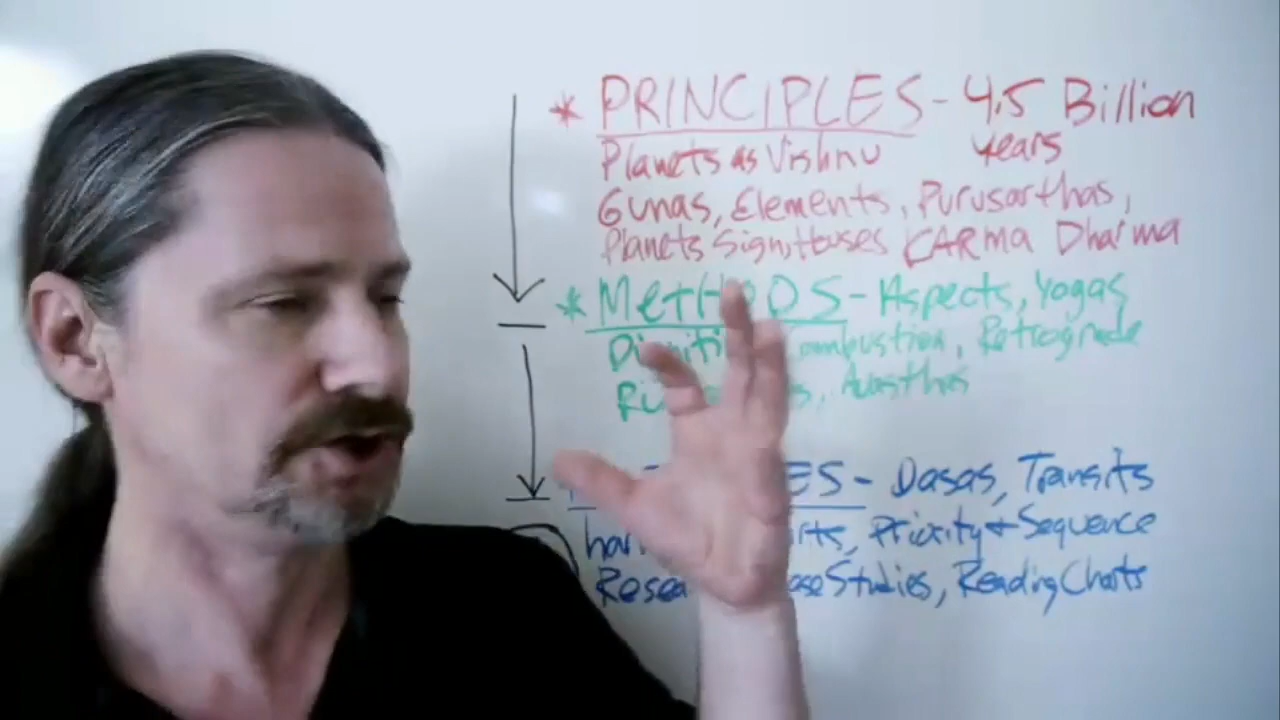 * PRINCIPLES - 4.5 Billion
Planets as Vishnu years
Gunas, Elements, Purusarthas,
Planets Signs Houses KARMA Dharma
* METHODS - Aspects, Yogas
Combustion, Retrograde
Avasthas
- Dasas, Transits
Priority + Sequence
Case Studies, Reading Charts